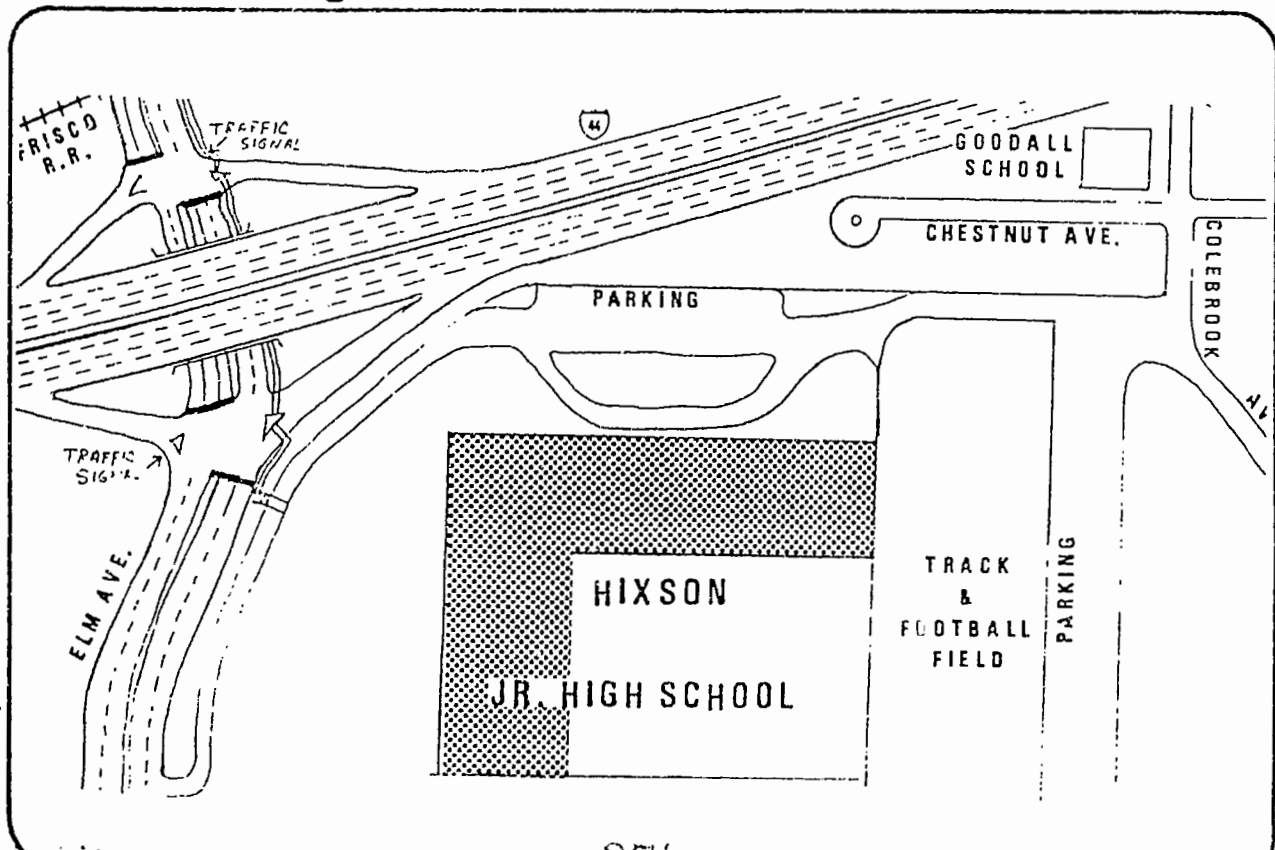 FRISCO
R.R.
TRAFFIC
SIGNAL
44
GOODALL
SCHOOL
CHESTNUT AVE.
COLEBROOK
PARKING
TRAFFIC
ELM AVE.
HIXSON
JR. HIGH SCHOOL
TRACK
&
FOOTBALL
FIELD
PARKING